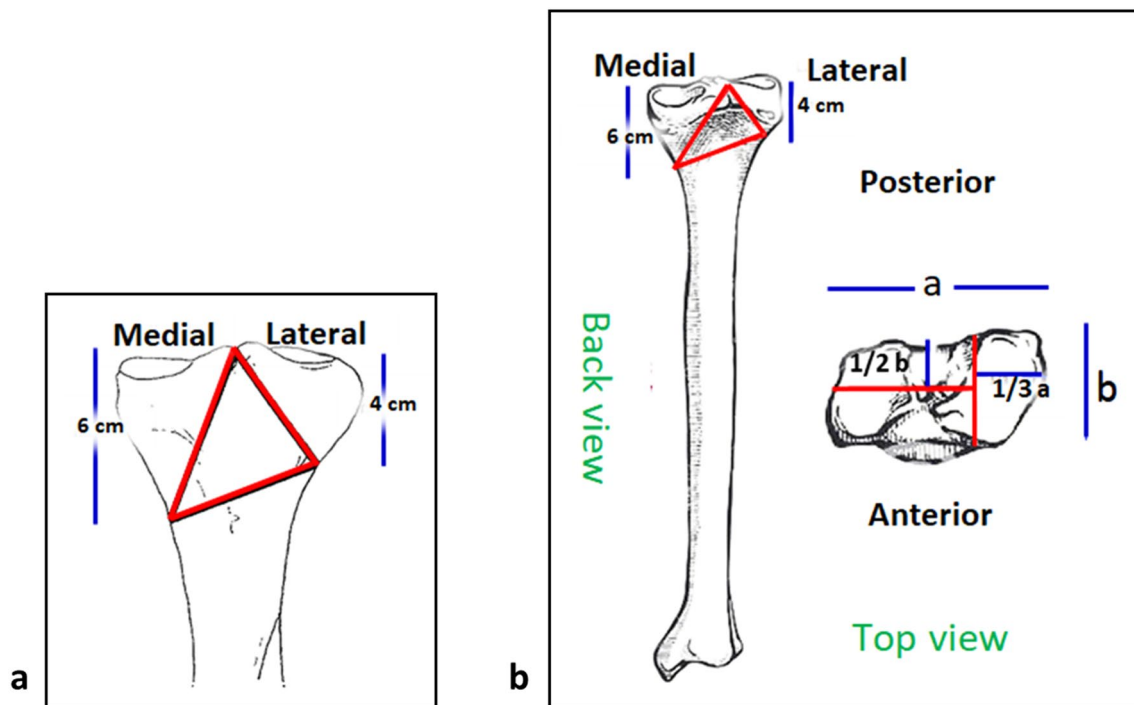 Medial Lateral
6 cm
4 cm
a
Medial Lateral
6 cm
4 cm
Back view
Posterior
a
1/2 b
1/3 a
b
Anterior
Top view
b